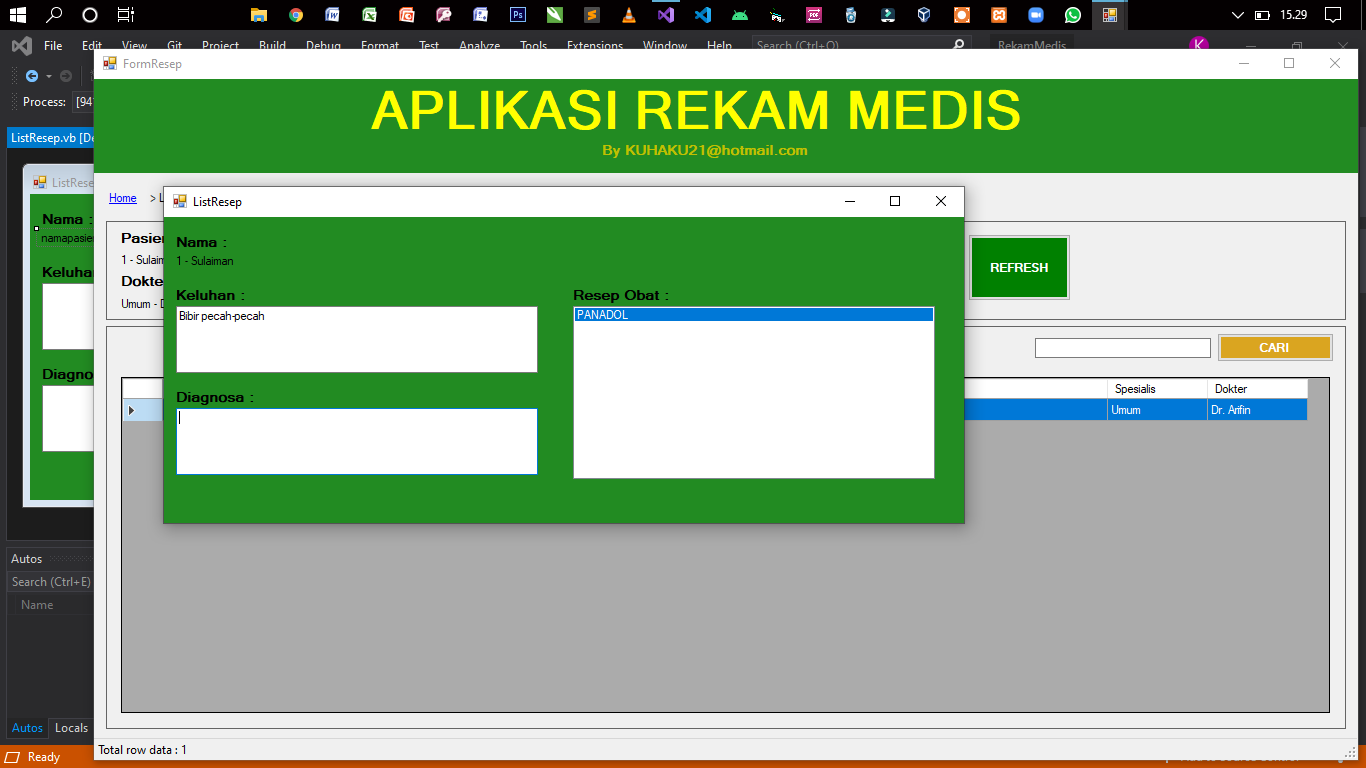 15.29
File Edit View Git Project Build Debug Format Test Analyze Tools Extensions Window Help Search (Ctrl+Q) RekamMedis K
FormResep
Process: [94
APLIKASI REKAM MEDIS
By KUHAKU21@hotmail.com
ListResep.vb [De
ListRese
Nama :
namapasien
Keluhan
Diagno
Home > L
Pasien
1 - Sulaim
Dokte
Umum - D
REFRESH
CARI
Spesialis Dokter
Umum Dr. Arifin
ListResep
Nama :
1 - Sulaiman
Keluhan :
Bibir pecah-pecah
Diagnosa :
Resep Obat :
PANADOL
Autos
Search (Ctrl+E)
Name
Autos Locals
Total row data : 1
Ready